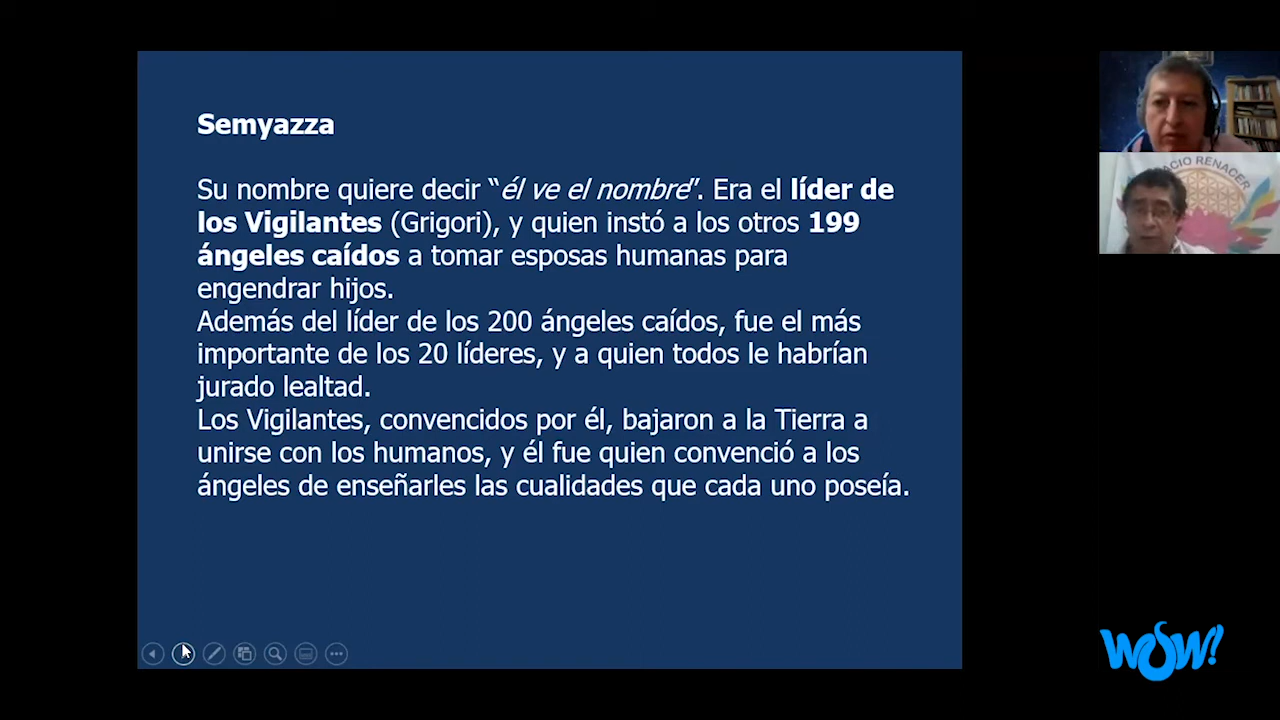 Semyazza
Su nombre quiere decir “él ve el nombre”. Era el líder de
los Vigilantes (Grigori), y quien instó a los otros 199
ángeles caídos a tomar esposas humanas para
engendrar hijos.
Además del líder de los 200 ángeles caídos, fue el más
importante de los 20 líderes, y a quien todos le habrían
jurado lealtad.
Los Vigilantes, convencidos por él, bajaron a la Tierra a
unirse con los humanos, y él fue quien convenció a los
ángeles de enseñarles las cualidades que cada uno poseía.
RENACER
WOW!